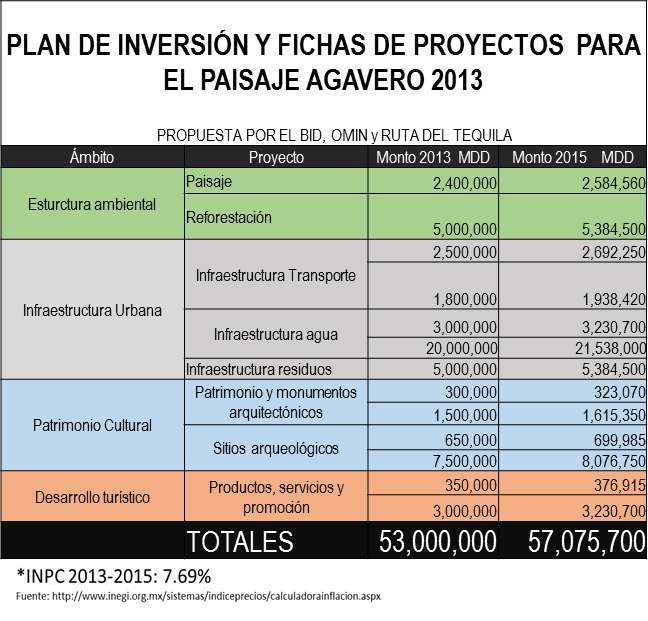 PLAN DE INVERSIÓN Y FICHAS DE PROYECTOS PARA
EL PAISAJE AGAVERO 2013
PROPUESTA POR EL BID, OMIN y RUTA DEL TEQUILA
Ámbito Proyecto Monto 2013 MDD Monto 2015 MDD
Esturctura ambiental
Paisaje 2,400,000 2,584,560
Reforestación 5,000,000 5,384,500
Infraestructura Urbana
Infraestructura Transporte
2,500,000 2,692,250
1,800,000 1,938,420
Infraestructura agua
3,000,000 3,230,700
20,000,000 21,538,000
Infraestructura residuos 5,000,000 5,384,500
Patrimonio Cultural
Patrimonio y monumentos
arquitectónicos
300,000 323,070
1,500,000 1,615,350
Sitios arqueológicos
650,000 699,985
7,500,000 8,076,750
Desarrollo turístico
Productos, servicios y
promoción
350,000 376,915
3,000,000 3,230,700
TOTALES 53,000,000 57,075,700
*INPC 2013-2015: 7.69%
Fuente: http://www.inegi.org.mx/sistemas/indiceprecios/calculadorainflacion.aspx